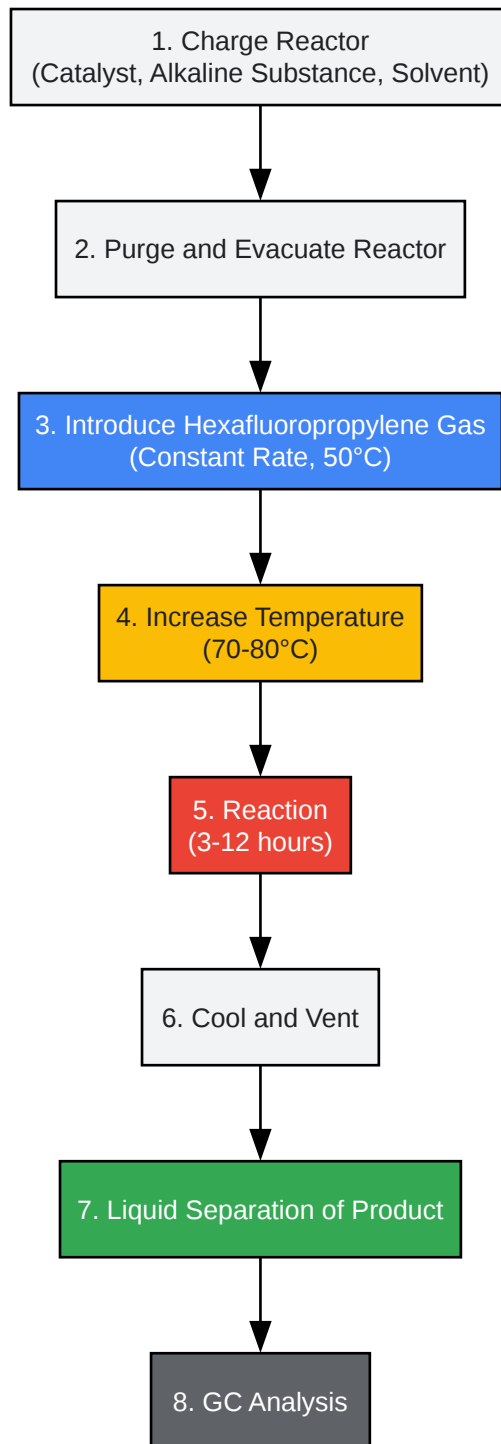 1. Charge Reactor
(Catalyst, Alkaline Substance, Solvent)
2. Purge and Evacuate Reactor
3. Introduce Hexafluoropropylene Gas
(Constant Rate, 50°C)
4. Increase Temperature
(70-80°C)
5. Reaction
(3-12 hours)
6. Cool and Vent
7. Liquid Separation of Product
8. GC Analysis